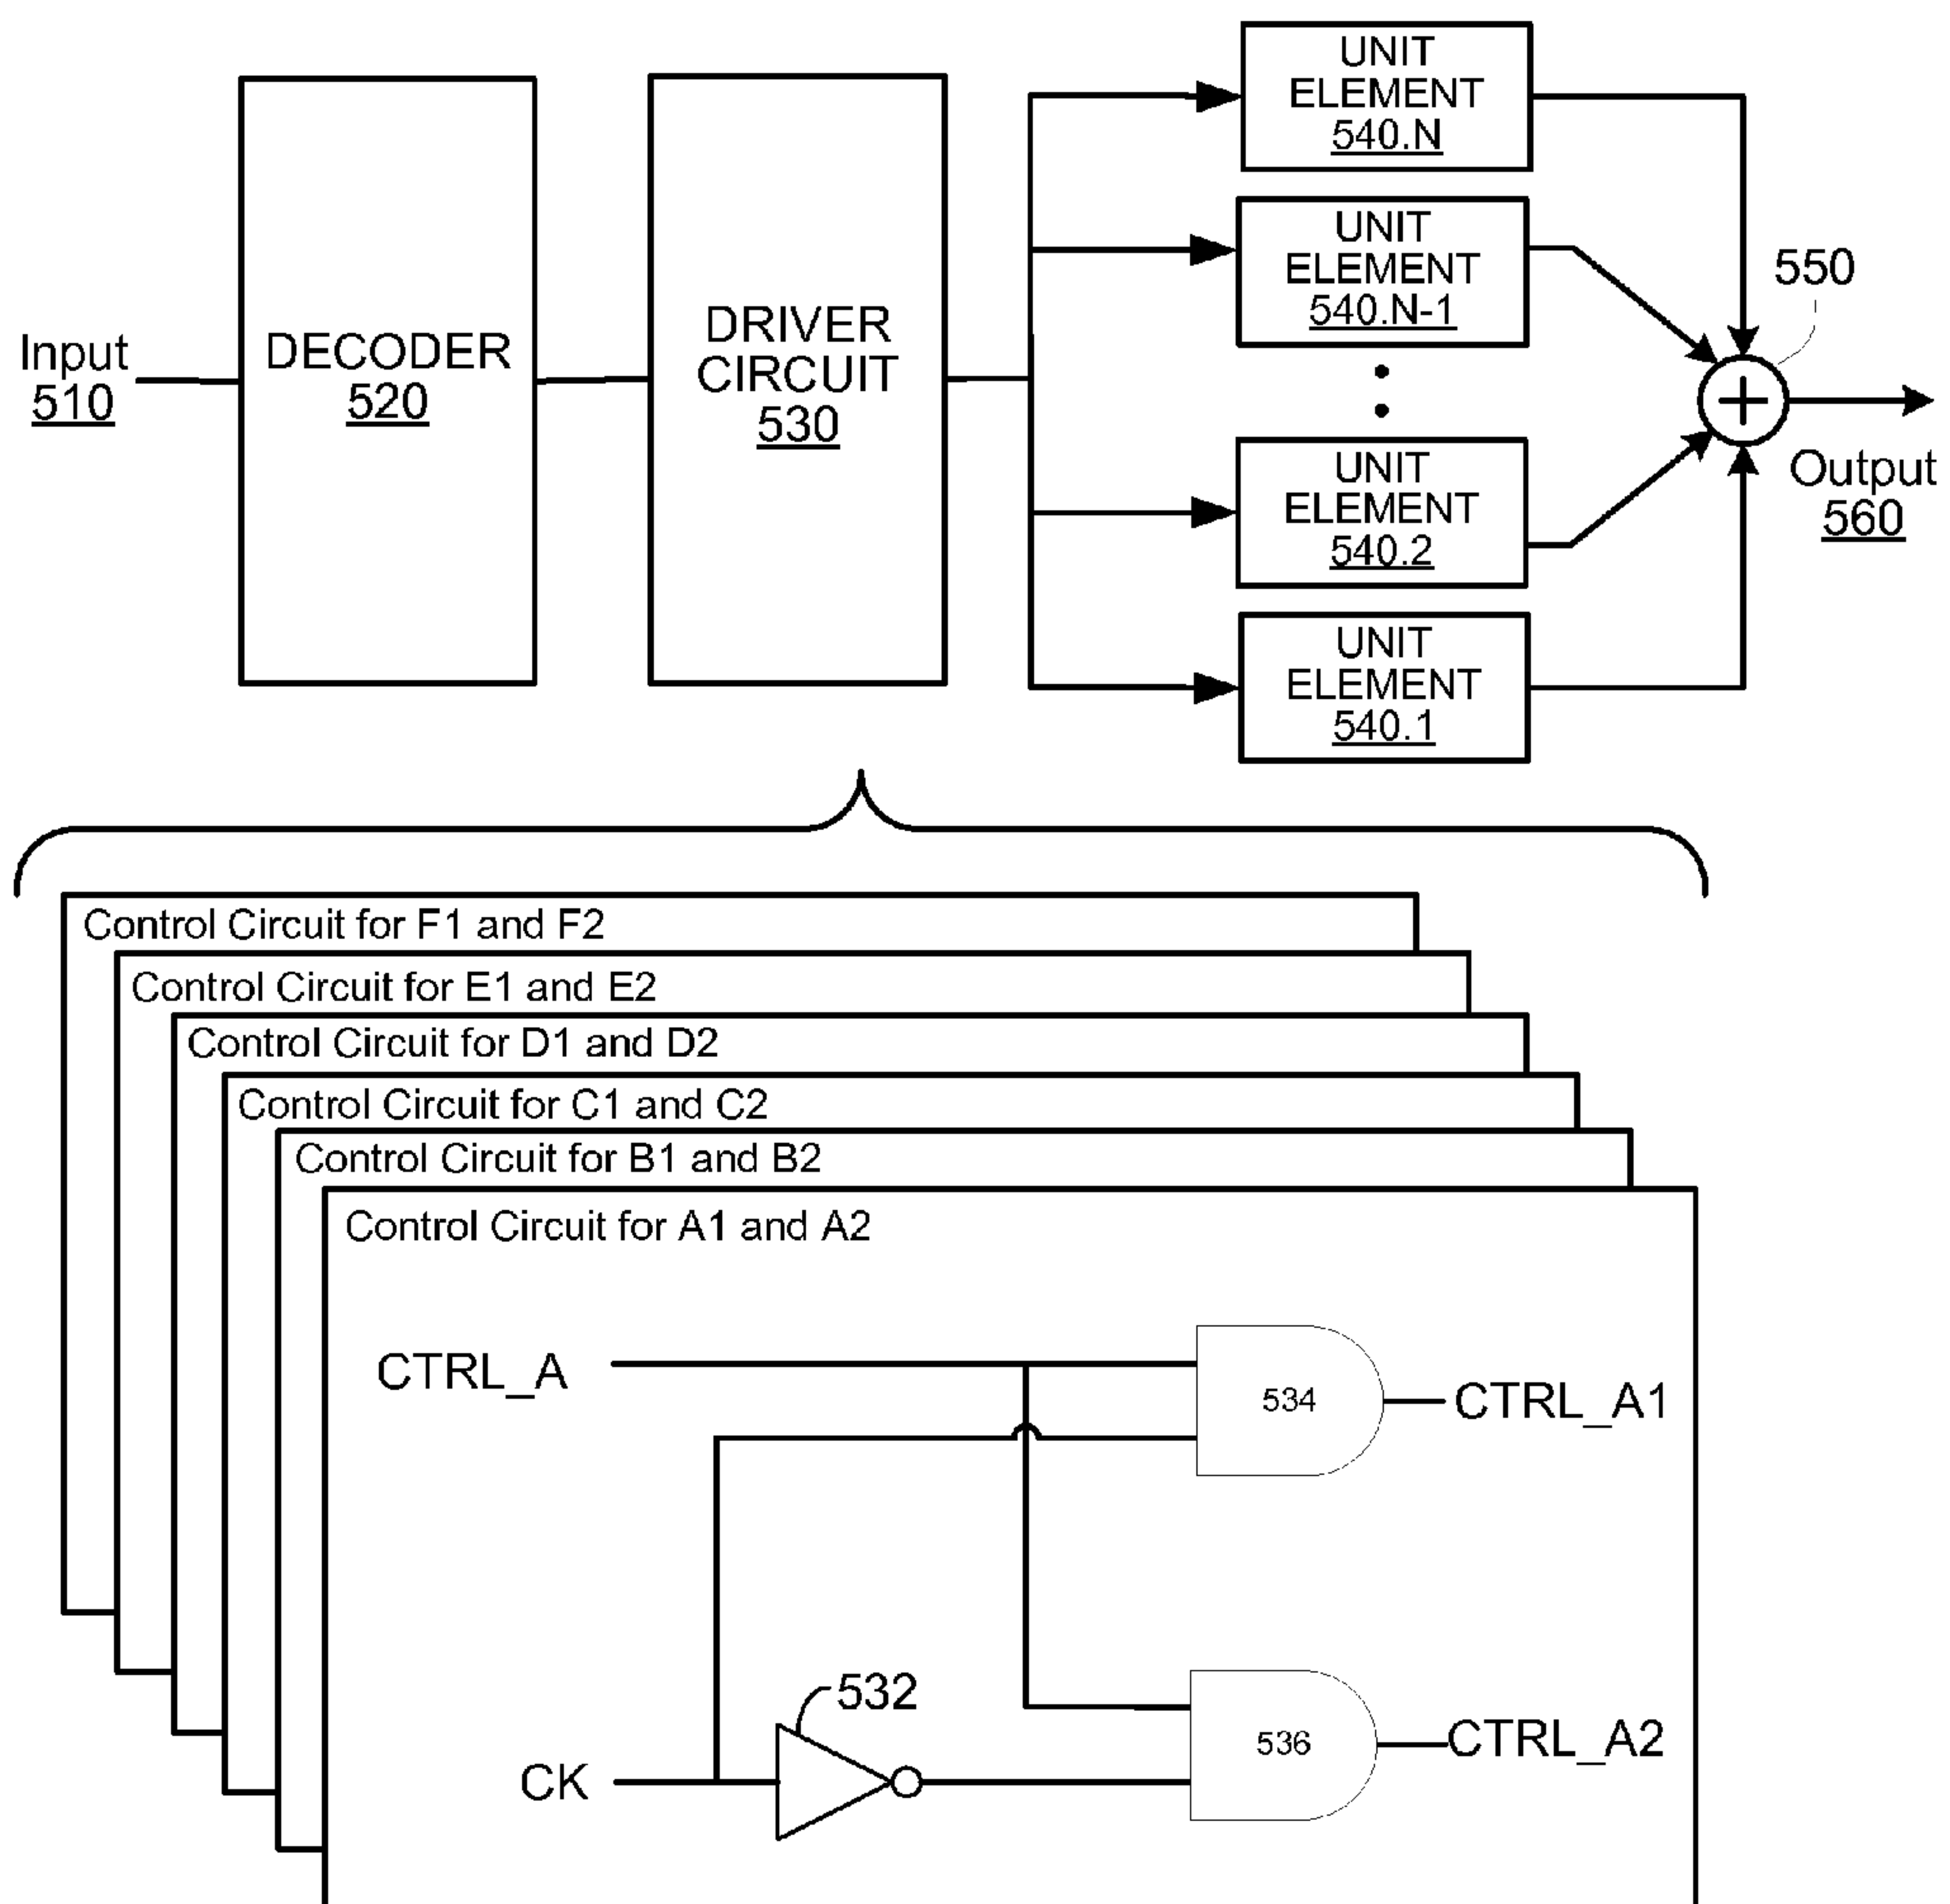 Input
510
DECODER
520
DRIVER
CIRCUIT
530
UNIT
ELEMENT
540.N
UNIT
ELEMENT
540.N-1
UNIT
ELEMENT
540.2
UNIT
ELEMENT
540.1
550
Output
560
Control Circuit for F1 and F2
Control Circuit for E1 and E2
Control Circuit for D1 and D2
Control Circuit for C1 and C2
Control Circuit for B1 and B2
Control Circuit for A1 and A2
CTRL_A
534
CTRL_A1
532
CK
536
CTRL_A2